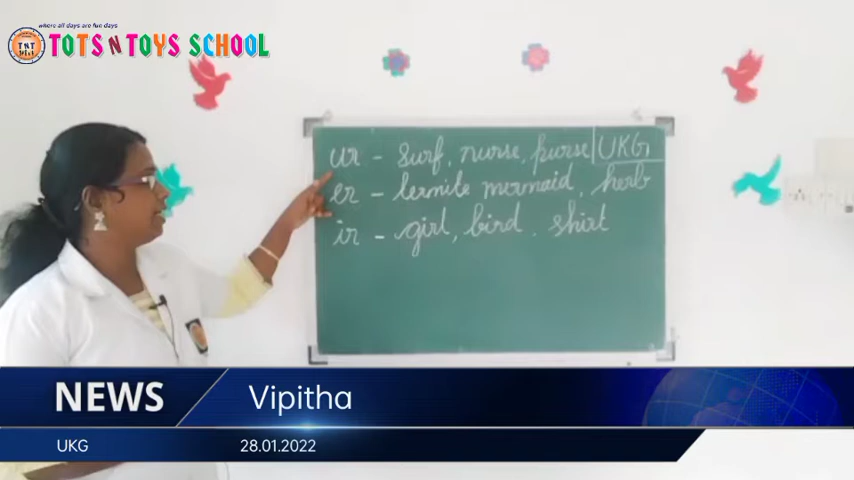 where all days are fun days
TNT
TOTS N TOYS SCHOOL
ur - surf, nurse, purse | UKG
er - termite mermaid, herb
ir - girl, bird, shirt
NEWS
Vipitha
UKG
28.01.2022